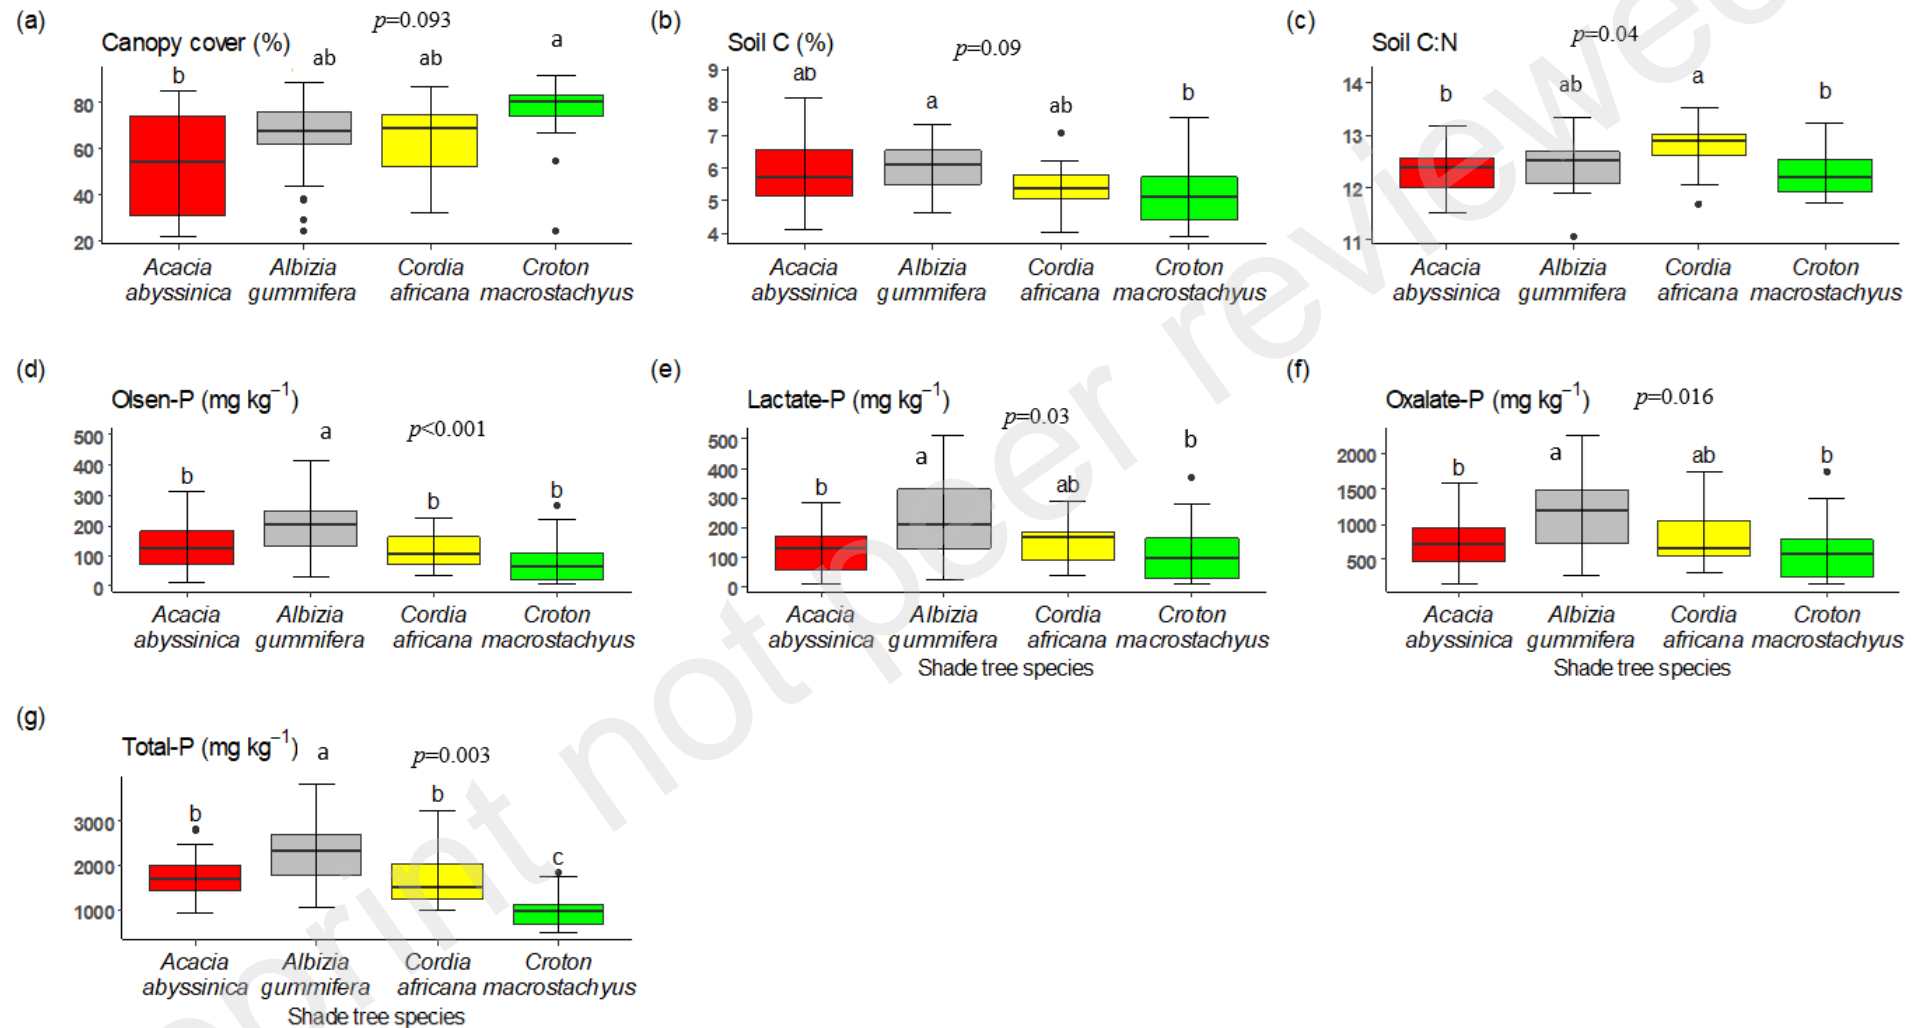 (a)
Canopy cover (%)
p=0.093
b
ab
ab
a
80
60
40
20
Acacia abyssinica
Albizia gummifera
Cordia africana
Croton macrostachyus
(b)
Soil C (%)
p=0.09
ab
a
ab
b
9
8
7
6
5
4
Acacia abyssinica
Albizia gummifera
Cordia africana
Croton macrostachyus
(c)
Soil C:N
p=0.04
b
ab
a
b
14
13
12
11
Acacia abyssinica
Albizia gummifera
Cordia africana
Croton macrostachyus
(d)
Olsen-P (mg kg⁻¹)
p<0.001
b
a
b
b
500
400
300
200
100
0
Acacia abyssinica
Albizia gummifera
Cordia africana
Croton macrostachyus
(e)
Lactate-P (mg kg⁻¹)
p=0.03
b
a
ab
b
500
400
300
200
100
0
Acacia abyssinica
Albizia gummifera
Cordia africana
Croton macrostachyus
Shade tree species
(f)
Oxalate-P (mg kg⁻¹)
p=0.016
b
a
ab
b
2000
1500
1000
500
Acacia abyssinica
Albizia gummifera
Cordia africana
Croton macrostachyus
Shade tree species
(g)
Total-P (mg kg⁻¹)
p=0.003
b
a
b
c
3000
2000
1000
Acacia abyssinica
Albizia gummifera
Cordia africana
Croton macrostachyus
Shade tree species
print not peer reviewed